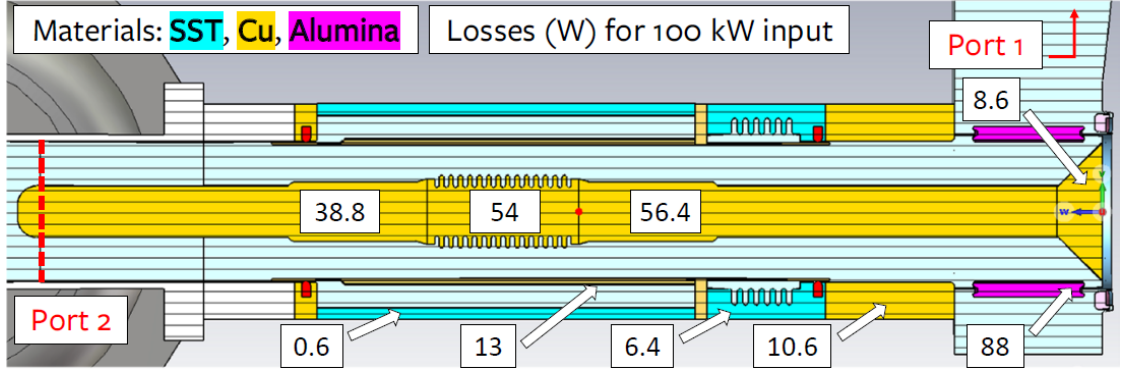 Materials: SST, Cu, Alumina
Losses (W) for 100 kW input
Port 1
8.6
38.8
54
56.4
w
Port 2
0.6
13
6.4
10.6
88